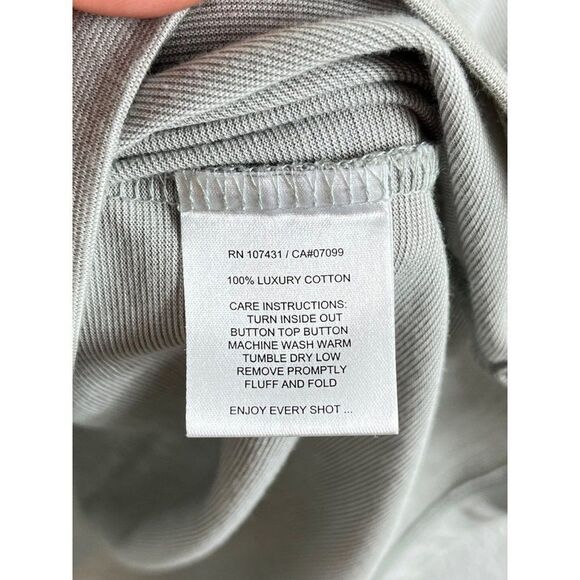 RN 107431 / CA#07099
100% LUXURY COTTON
CARE INSTRUCTIONS:
TURN INSIDE OUT
BUTTON TOP BUTTON
MACHINE WASH WARM
TUMBLE DRY LOW
REMOVE PROMPTLY
FLUFF AND FOLD
ENJOY EVERY SHOT ...